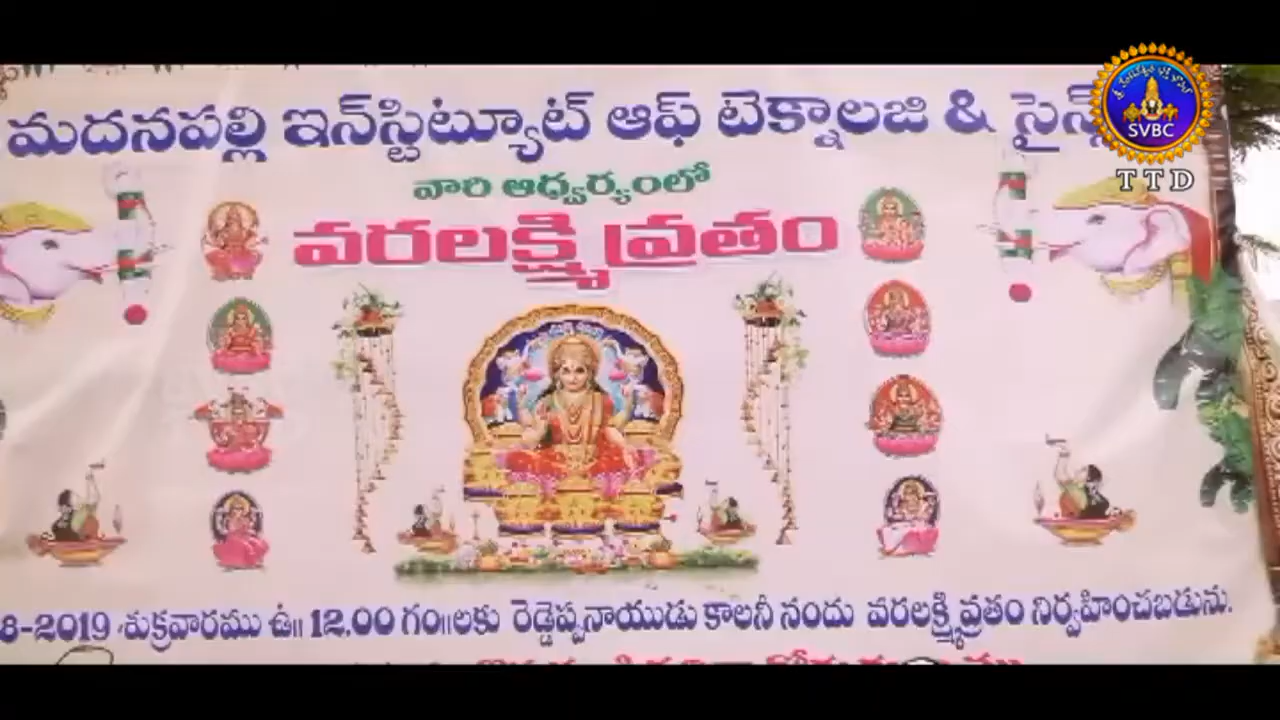 మదనపల్లి ఇన్‌స్టిట్యూట్ ఆఫ్ టెక్నాలజి & సైన్స్
వారి ఆధ్వర్యంలో
వరలక్ష్మి వ్రతం
8-2019 శుక్రవారము ఉ॥ 12.00 గం॥లకు రెడ్డెప్పనాయుడు కాలనీ నందు వరలక్ష్మి వ్రతం నిర్వహించబడును.
SVBC
TTD